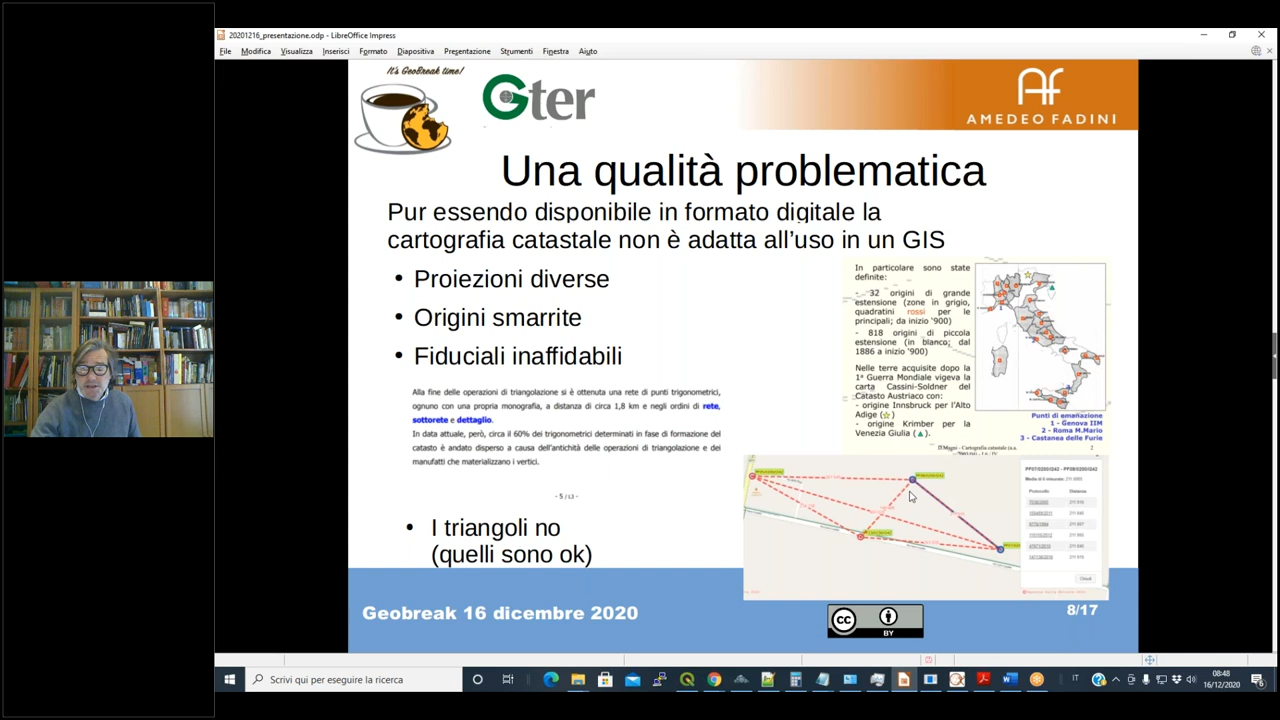 20201216_presentazione.odp - LibreOffice Impress
File Modifica Visualizza Inserisci Formato Diapositiva Presentazione Strumenti Finestra Aiuto
It's GeoBreak time!
Gter
AF
AMEDEO FADINI
Una qualità problematica
Pur essendo disponibile in formato digitale la
cartografia catastale non è adatta all'uso in un GIS
• Proiezioni diverse
• Origini smarrite
• Fiduciali inaffidabili
Alla fine delle operazioni di triangolazione si è ottenuta una rete di punti trigonometrici,
ognuno con una propria monografia, a distanza di circa 1,8 km e negli ordini di rete,
sottorete e dettaglio.
In data attuale, però, circa il 60% dei trigonometrici determinati in fase di formazione del
catasto è andato disperso a causa dell'antichità delle operazioni di triangolazione e dei
manufatti che materializzano i vertici.
• I triangoli no
(quelli sono ok)
In particolare sono state
definite:
- 32 origini di grande
estensione (zone in grigio,
quadratini rossi per le
principali; da inizio '900)
- 818 origini di piccola
estensione (in bianco; dal
1886 a inizio '900)
Nelle terre acquisite dopo la
1ª Guerra Mondiale vigeva la
carta Cassini-Soldner del
Catasto Austriaco con:
- origine Innsbruck per l'Alto
Adige (☆)
- origine Krimber per la
Venezia Giulia (▲).
Punti di emanazione
1 - Genova IIM
2 - Roma M.Mario
3 - Castanea delle Furie
Protocollo Distanza
Chiudi
Geobreak 16 dicembre 2020
cc BY
8/17
Scrivi qui per eseguire la ricerca
IT
08:48
16/12/2020